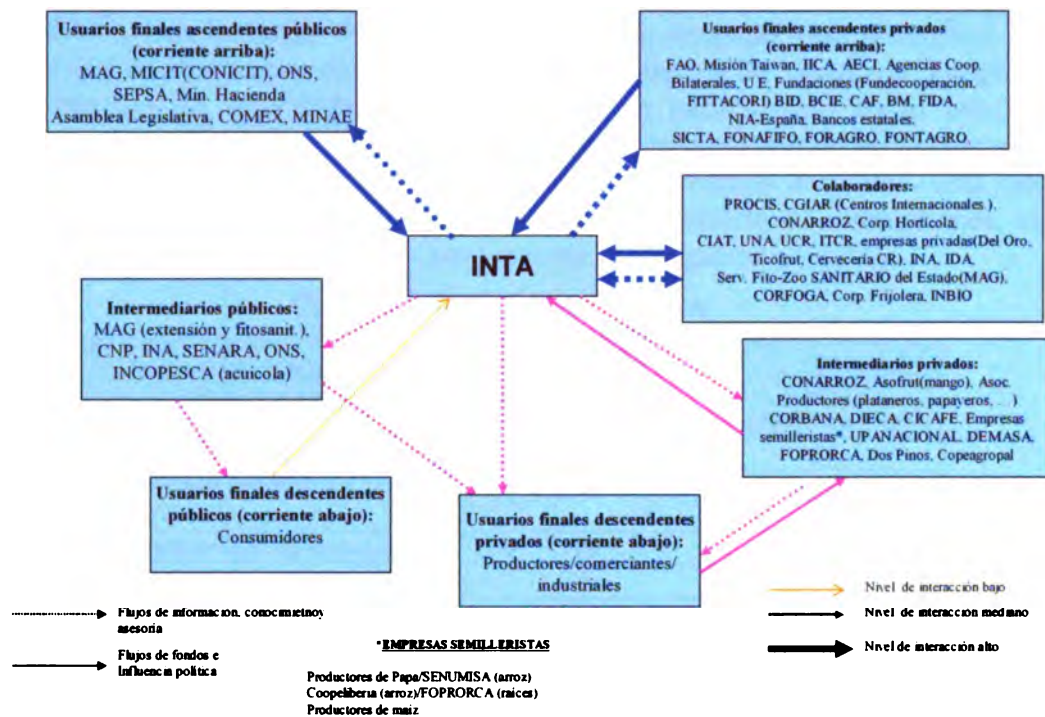 Usuarios finales ascendentes públicos
(corriente arriba):
MAG, MICIT(CONICIT), ONS,
SEPSA, Min. Hacienda
Asamblea Legislativa, COMEX, MINAE
Usuarios finales ascendentes privados
(corriente arriba):
FAO, Misión Taiwan, IICA, AECI, Agencias Coop.
Bilaterales, U E, Fundaciones (Fundecooperación,
FITTACORI) BID, BCIE, CAF, BM, FIDA,
NIA-España, Bancos estatales,
SICTA, FONAFIFO, FORAGRO, FONTAGRO,
Colaboradores:
PROCIS, CGIAR (Centros Internacionales ),
CONARROZ, Corp. Hortícola,
CIAT, UNA, UCR, ITCR, empresas privadas(Del Oro,
Ticofrut, Cervecería CR), INA, IDA,
Serv. Fito-Zoo SANITARIO del Estado(MAG),
CORFOGA, Corp. Frijolera, INBIO
INTA
Intermediarios públicos:
MAG (extensión y fitosanit.),
CNP, INA, SENARA, ONS,
INCOPESCA (acuicola)
Intermediarios privados:
CONARROZ, Asofrut(mango), Asoc.
Productores (plataneros, papayeros, ...)
CORBANA, DIECA, CICAFE, Empresas
semilleristas*, UPANACIONAL, DEMASA,
FOPRORCA, Dos Pinos, Copeagropal
Usuarios finales descendentes
públicos (corriente abajo):
Consumidores
Usuarios finales descendentes
privados (corriente abajo):
Productores/comerciantes/
industriales
Flujos de información, conocimietnoy
asesoría
Flujos de fondos e
Influencia política
*EMPRESAS SEMILLERISTAS
Productores de Papa/SENUMISA (arroz)
Coopeliberia (arroz)/FOPRORCA (raíces)
Productores de maiz
Nivel de interacción bajo
Nivel de interacción mediano
Nivel de interacción alto